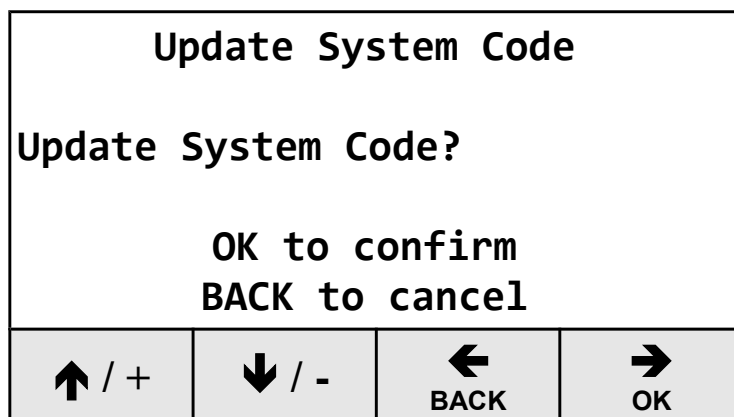 Update System Code
Update System Code?
OK to confirm
BACK to cancel
↑ / + ↓ / - ← →
BACK OK